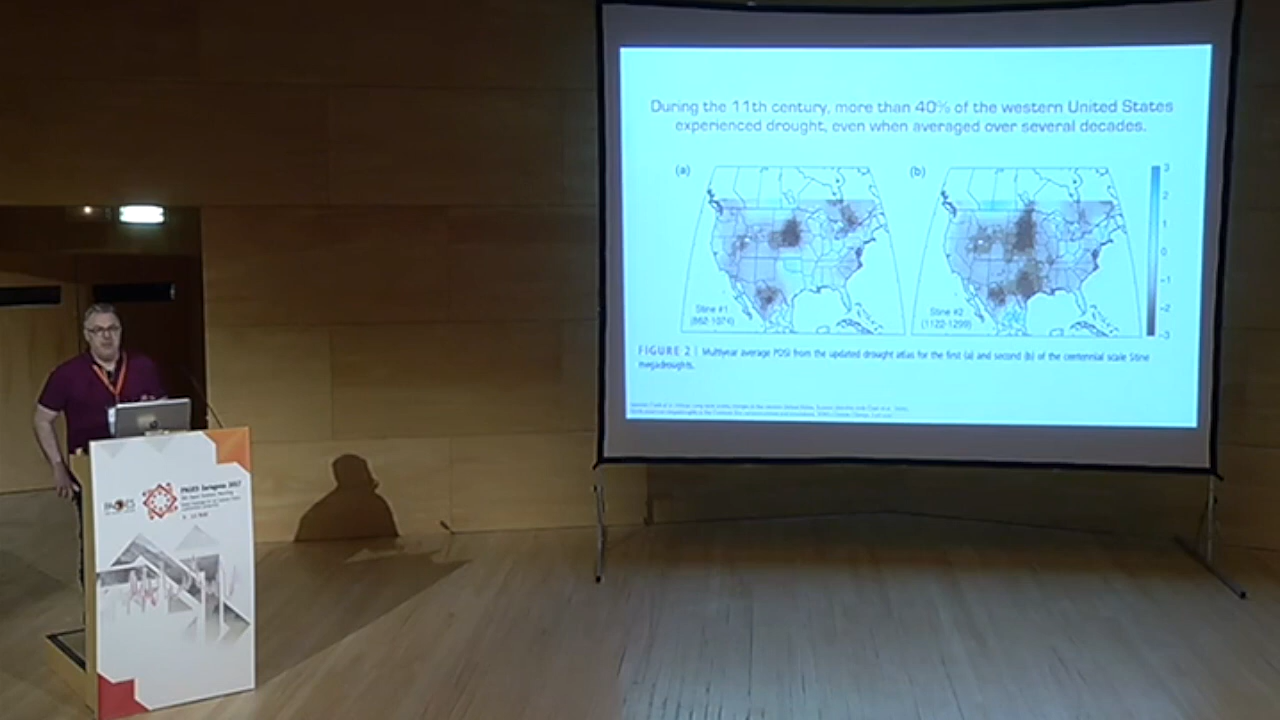 During the 11th century, more than 40% of the western United States
experienced drought, even when averaged over several decades.
(a)
(b)
3
2
1
0
-1
-2
-3
Stine #1
Stine #2
(1122-1299)
FIGURE 2 | Multiyear average PDSI from the updated drought atlas for the first (a) and second (b) of the centennial scale Stine
megadroughts.
PAGES
PAGES Zaragoza 2017